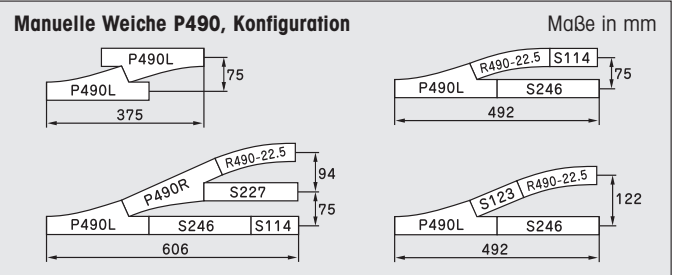 Manuelle Weiche P490, Konfiguration
Maße in mm
P490L
P490L
75
375
R490-22.5
S114
P490L
S246
75
492
R490-22.5
P490R
S227
P490L
S246
S114
94
75
606
S123
R490-22.5
P490L
S246
122
492